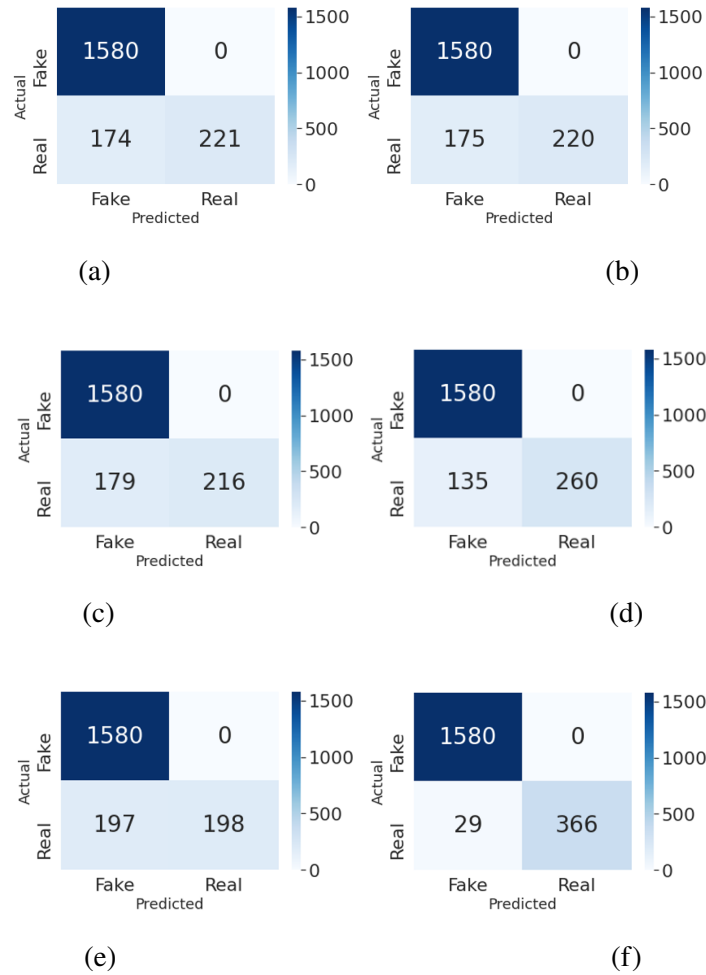 1580 0
174 221
Fake Real
Predicted
Actual
Fake
Real
1500
1000
500
0
(a)
1580 0
175 220
Fake Real
Predicted
Actual
Fake
Real
1500
1000
500
0
(b)
1580 0
179 216
Fake Real
Predicted
Actual
Fake
Real
1500
1000
500
0
(c)
1580 0
135 260
Fake Real
Predicted
Actual
Fake
Real
1500
1000
500
0
(d)
1580 0
197 198
Fake Real
Predicted
Actual
Fake
Real
1500
1000
500
0
(e)
1580 0
29 366
Fake Real
Predicted
Actual
Fake
Real
1500
1000
500
0
(f)